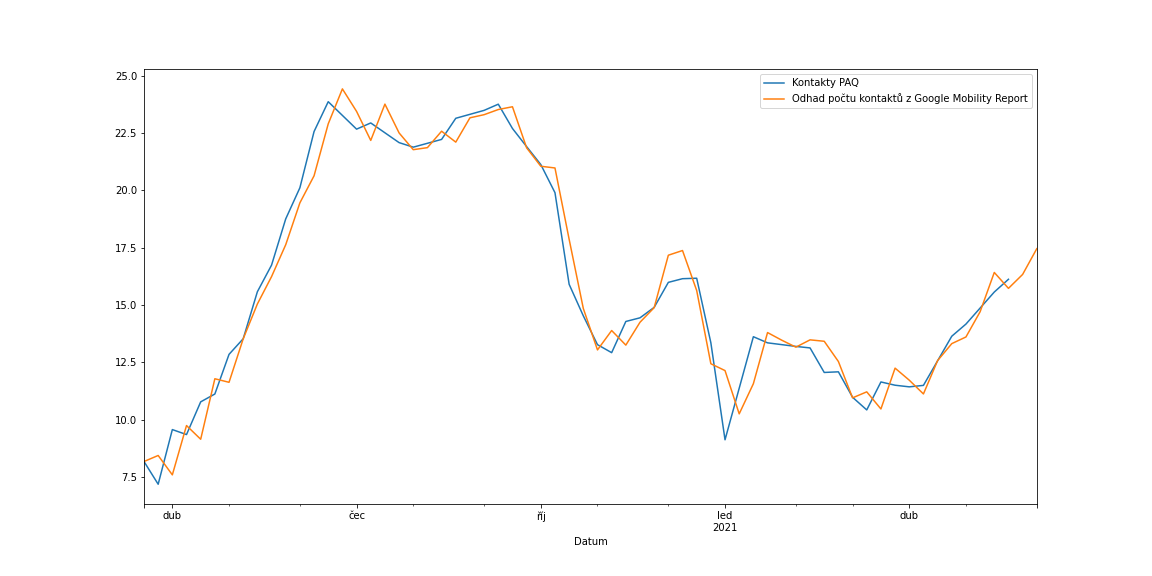 Kontakty PAQ
Odhad počtu kontaktů z Google Mobility Report
25.0
22.5
20.0
17.5
15.0
12.5
10.0
7.5
dub
čec
říj
led
2021
dub
Datum